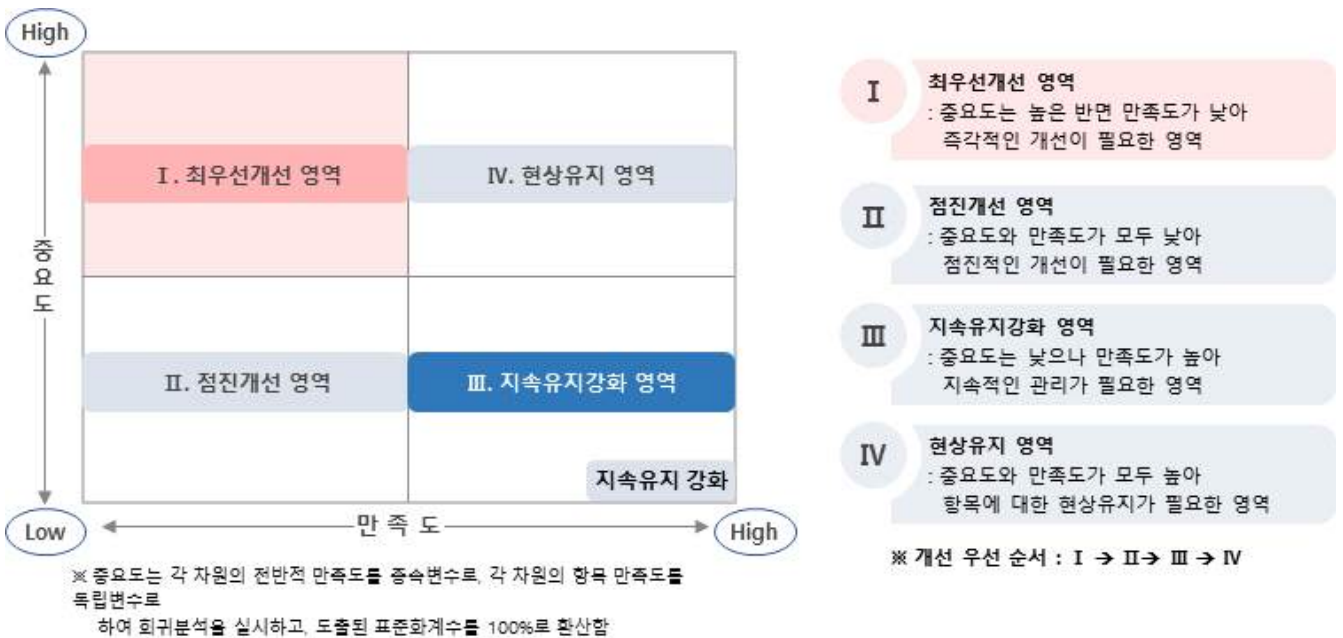 High
I. 최우선개선 영역
IV. 현상유지 영역
중요도
II. 점진개선 영역
III. 지속유지강화 영역
지속유지 강화
Low
만 족 도
High
※ 중요도는 각 차원의 전반적 만족도를 종속변수로, 각 차원의 항목 만족도를
독립변수로
하여 회귀분석을 실시하고, 도출된 표준화계수를 100%로 환산함
I
최우선개선 영역
: 중요도는 높은 반면 만족도가 낮아
즉각적인 개선이 필요한 영역
II
점진개선 영역
: 중요도와 만족도가 모두 낮아
점진적인 개선이 필요한 영역
III
지속유지강화 영역
: 중요도는 낮으나 만족도가 높아
지속적인 관리가 필요한 영역
IV
현상유지 영역
: 중요도와 만족도가 모두 높아
항목에 대한 현상유지가 필요한 영역
※ 개선 우선 순서 : I → II→ III → IV